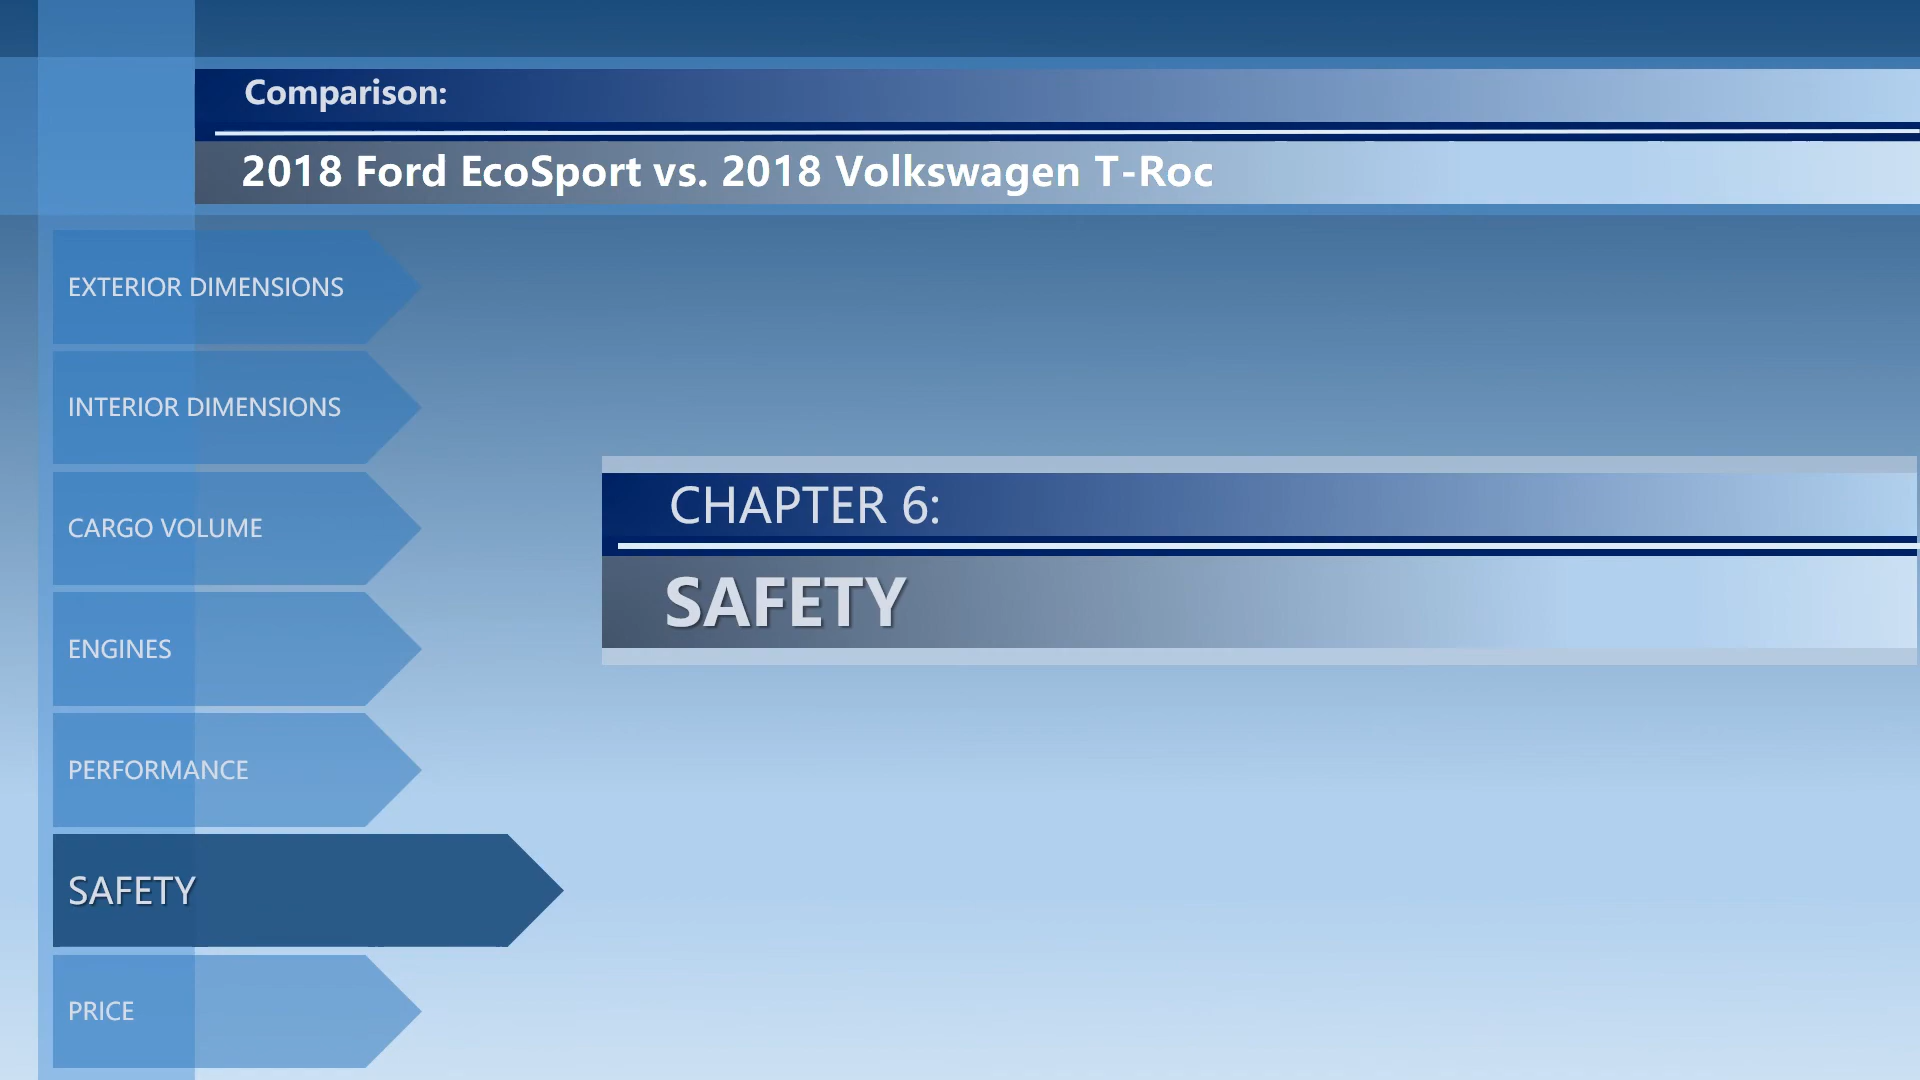 Comparison:
2018 Ford EcoSport vs. 2018 Volkswagen T-Roc
EXTERIOR DIMENSIONS
INTERIOR DIMENSIONS
CARGO VOLUME
ENGINES
PERFORMANCE
SAFETY
PRICE
CHAPTER 6:
SAFETY